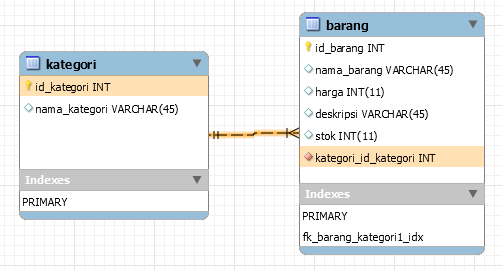 kategori
id_kategori INT
nama_kategori VARCHAR(45)
Indexes
PRIMARY
barang
id_barang INT
nama_barang VARCHAR(45)
harga INT(11)
deskripsi VARCHAR(45)
stok INT(11)
kategori_id_kategori INT
Indexes
PRIMARY
fk_barang_kategori1_idx